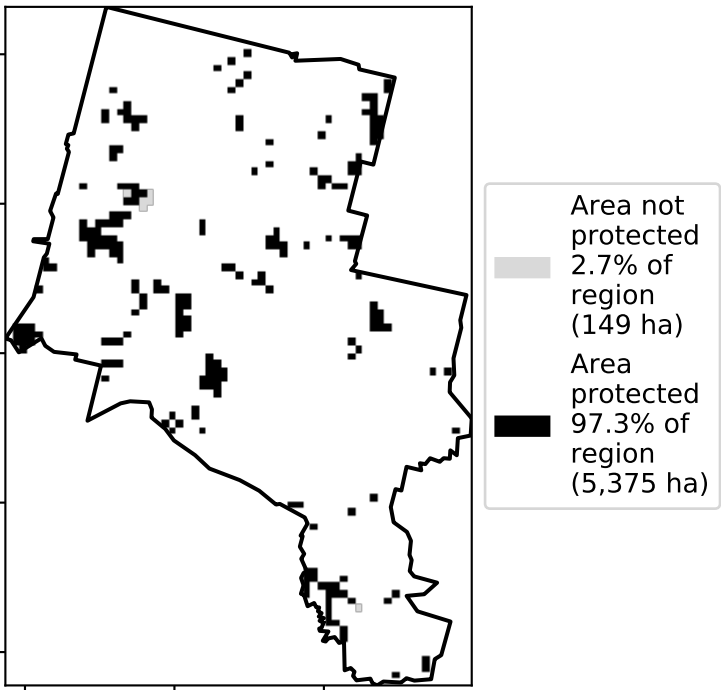 Area not
protected
2.7% of
region
(149 ha)
Area
protected
97.3% of
region
(5,375 ha)